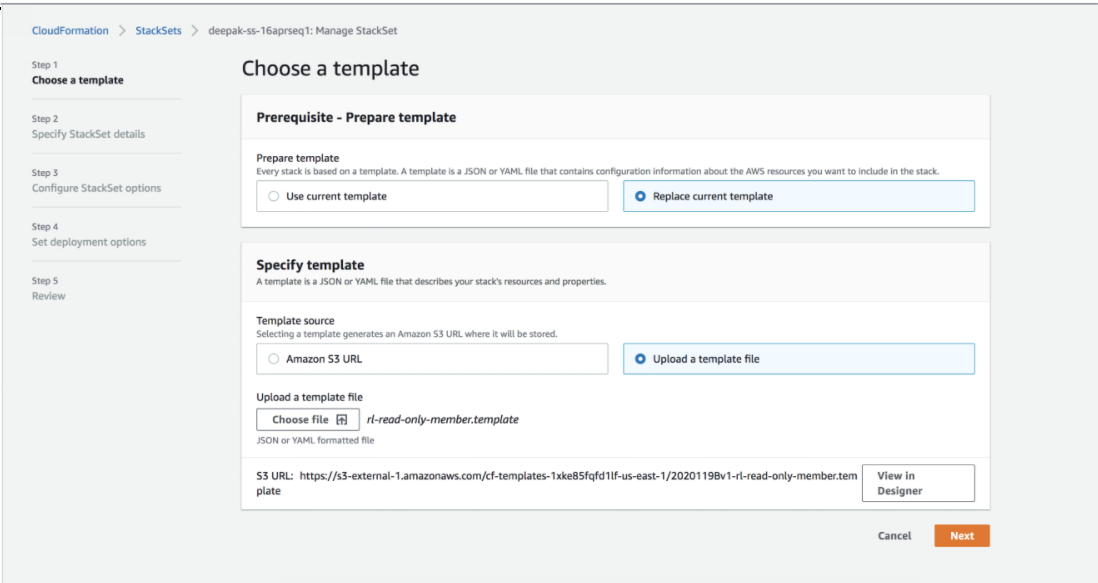 CloudFormation > StackSets > deepak-ss-16aprseq1: Manage StackSet
Step 1
Choose a template
Step 2
Specify StackSet details
Step 3
Configure StackSet options
Step 4
Set deployment options
Step 5
Review
Choose a template
Prerequisite - Prepare template
Prepare template
Every stack is based on a template. A template is a JSON or YAML file that contains configuration information about the AWS resources you want to include in the stack.
Use current template
Replace current template
Specify template
A template is a JSON or YAML file that describes your stack's resources and properties.
Template source
Selecting a template generates an Amazon S3 URL where it will be stored.
Amazon S3 URL
Upload a template file
Upload a template file
Choose file
rl-read-only-member.template
JSON or YAML formatted file
S3 URL: https://s3-external-1.amazonaws.com/cf-templates-1xke85fqfd1lf-us-east-1/2020119Bv1-rl-read-only-member.tem
plate
View in
Designer
Cancel
Next